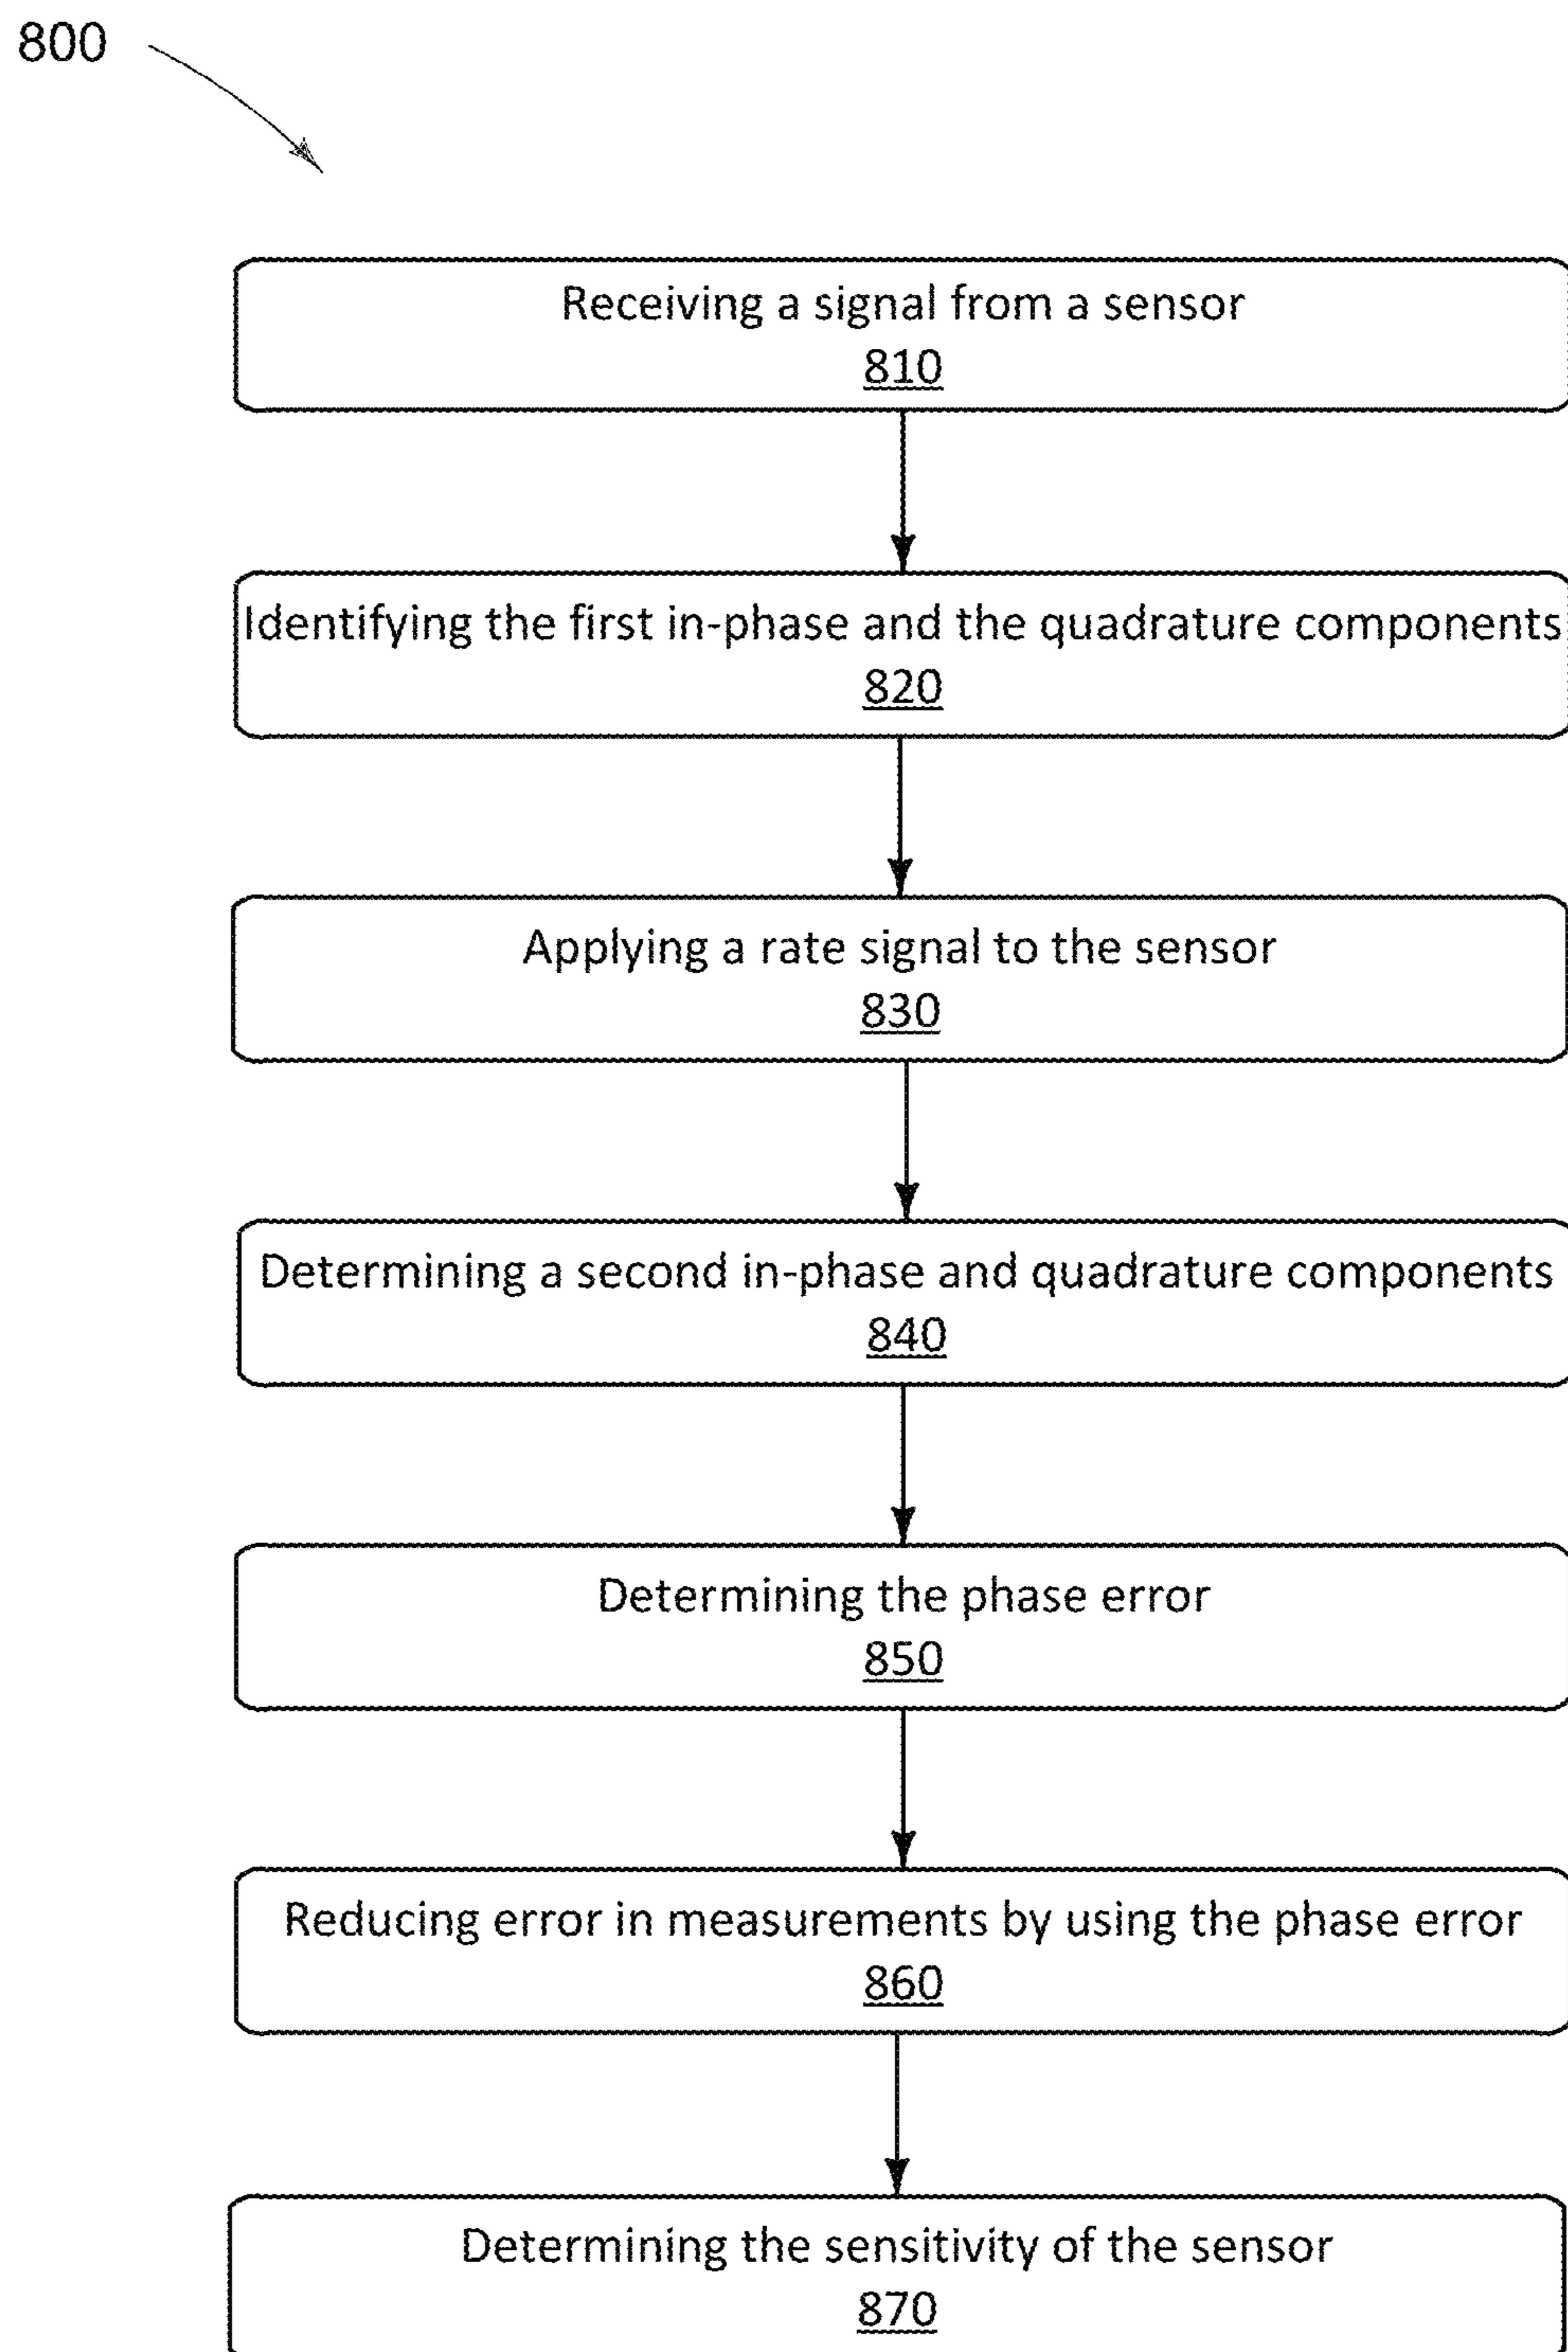 800
Receiving a signal from a sensor
810
Identifying the first in-phase and the quadrature components
820
Applying a rate signal to the sensor
830
Determining a second in-phase and quadrature components
840
Determining the phase error
850
Reducing error in measurements by using the phase error
860
Determining the sensitivity of the sensor
870